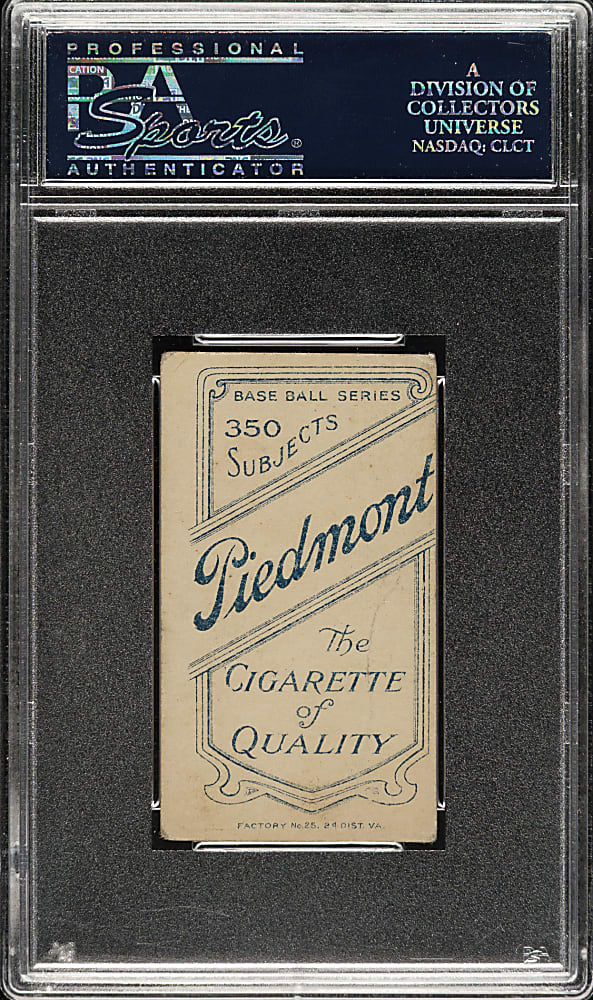 PROFESSIONAL
PSA
Sports®
AUTHENTICATOR
A
DIVISION OF
COLLECTORS
UNIVERSE
NASDAQ: CLCT
BASE BALL SERIES
350
SUBJECTS
Piedmont
The
CIGARETTE
of
QUALITY
FACTORY No. 25, 2d DIST. VA.